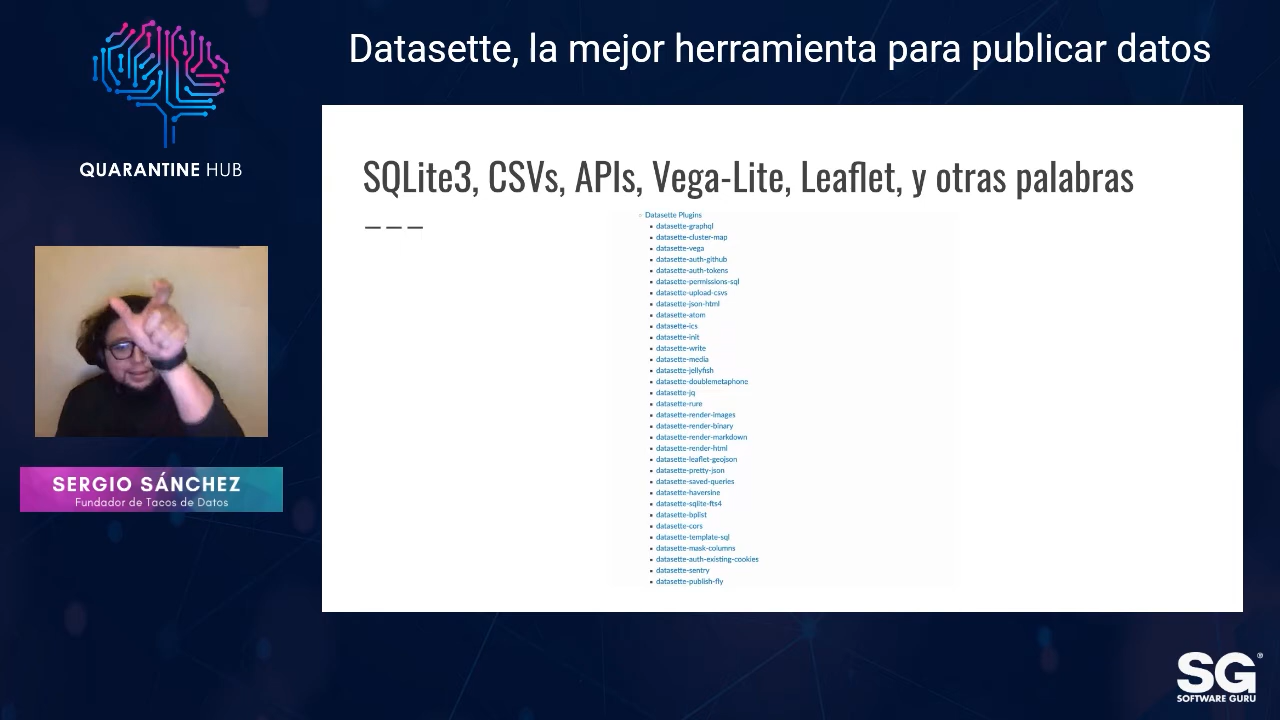 Datasette, la mejor herramienta para publicar datos
QUARANTINE HUB
SQLite3, CSVs, APIs, Vega-Lite, Leaflet, y otras palabras
Datasette Plugins
datasette-graphql
datasette-cluster-map
datasette-vega
datasette-auth-github
datasette-auth-tokens
datasette-permissions-sql
datasette-upload-csvs
datasette-json-html
datasette-atom
datasette-ics
datasette-init
datasette-write
datasette-media
datasette-jellyfish
datasette-doublemetaphone
datasette-jq
datasette-rure
datasette-render-images
datasette-render-binary
datasette-render-markdown
datasette-render-html
datasette-leaflet-geojson
datasette-pretty-json
datasette-saved-queries
datasette-haversine
datasette-sqlite-fts4
datasette-bplist
datasette-cors
datasette-template-sql
datasette-mask-columns
datasette-auth-existing-cookies
datasette-sentry
datasette-publish-fly
SERGIO SÁNCHEZ
Fundador de Tacos de Datos
SG®
SOFTWARE GURU